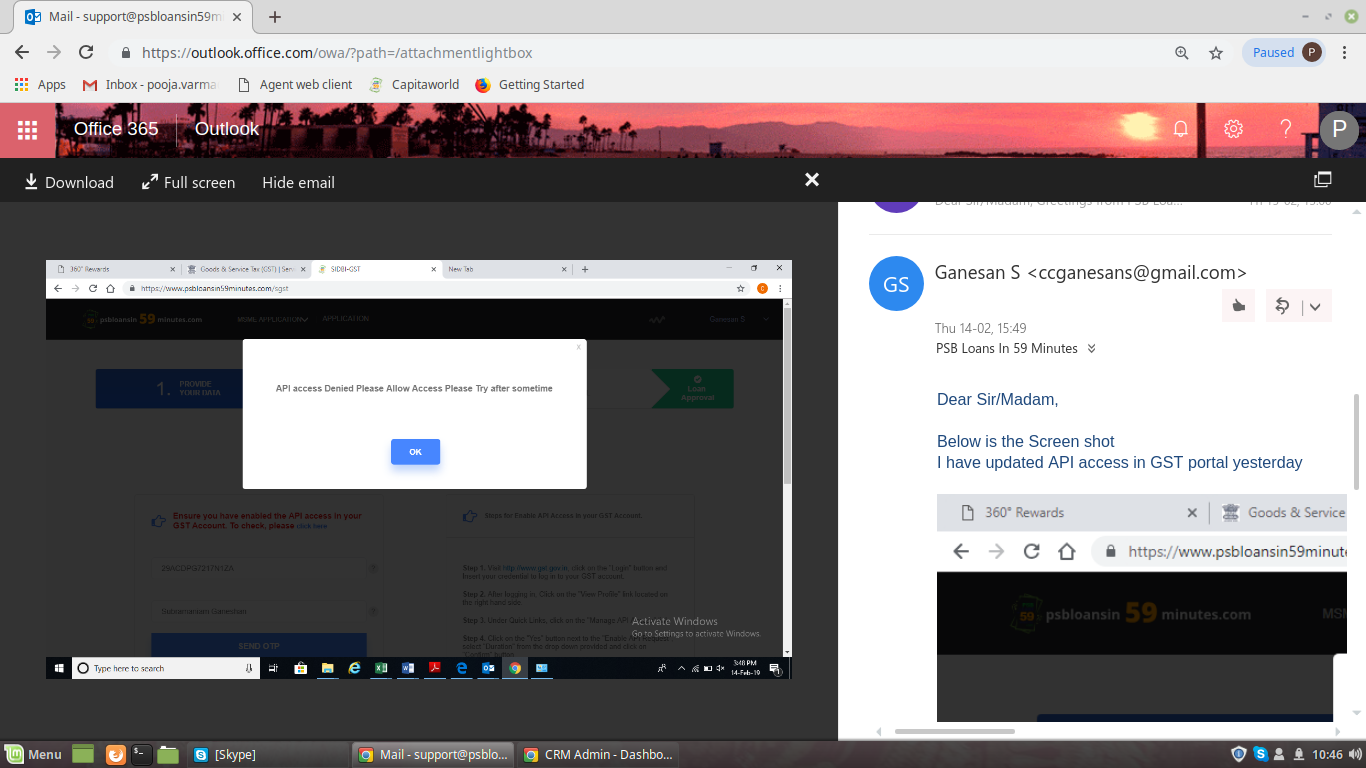 Mail - support@psbloansin59mi
https://outlook.office.com/owa/?path=/attachmentlightbox
Paused
P
Apps
Inbox - pooja.varma
Agent web client
Capitaworld
Getting Started
Office 365
Outlook
P
Download
Full screen
Hide email
Dear Sir/Madam, Greetings from PSB Loa...
GS
Ganesan S <ccganesans@gmail.com>
Thu 14-02, 15:49
PSB Loans In 59 Minutes
Dear Sir/Madam,
Below is the Screen shot
I have updated API access in GST portal yesterday
360° Rewards
Goods & Service
https://www.psbloansin59minute
psbloansin 59 minutes.com
MSM
360° Rewards
Goods & Service Tax (GST) | Serv
SIDBI-GST
New Tab
https://www.psbloansin59minutes.com/sgst
C
psbloansin 59 minutes.com
MSME APPLICATION
APPLICATION
Ganesan S
1. PROVIDE
YOUR DATA
Loan
Approval
X
API access Denied Please Allow Access Please Try after sometime
OK
Ensure you have enabled the API access in your
GST Account. To check, please click here
Steps for Enable API Access in your GST Account.
Step 1. Visit click on the "Login" button and
insert your credential to log in to your GST account.
Step 2. After logging in, Click on the "View Profile" link located on
the right hand side.
Step 3. Under Quick Links, click on the "Manage API
Step 4. Click on the "Yes" button next to the "Enable API Request
select "Duration" from the drop down provided and click on
"Confirm" button.
Subramaniam Ganeshan
SEND OTP
Activate Windows
Go to Settings to activate Windows.
Type here to search
3:46 PM
14-Feb-19
Menu
[Skype]
Mail - support@psblo...
CRM Admin - Dashbo...
10:46